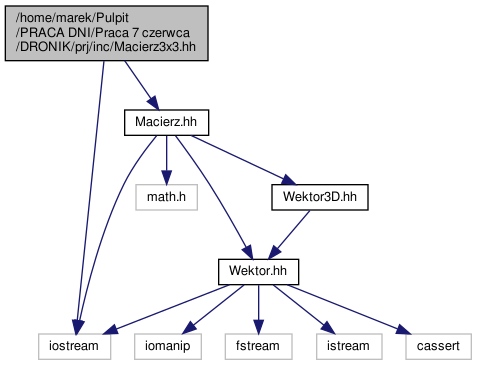 /home/marek/Pulpit
/PRACA DNI/Praca 7 czerwca
/DRONIK/prj/inc/Macierz3x3.hh
Macierz.hh
math.h
Wektor3D.hh
Wektor.hh
iostream
iomanip
fstream
istream
cassert